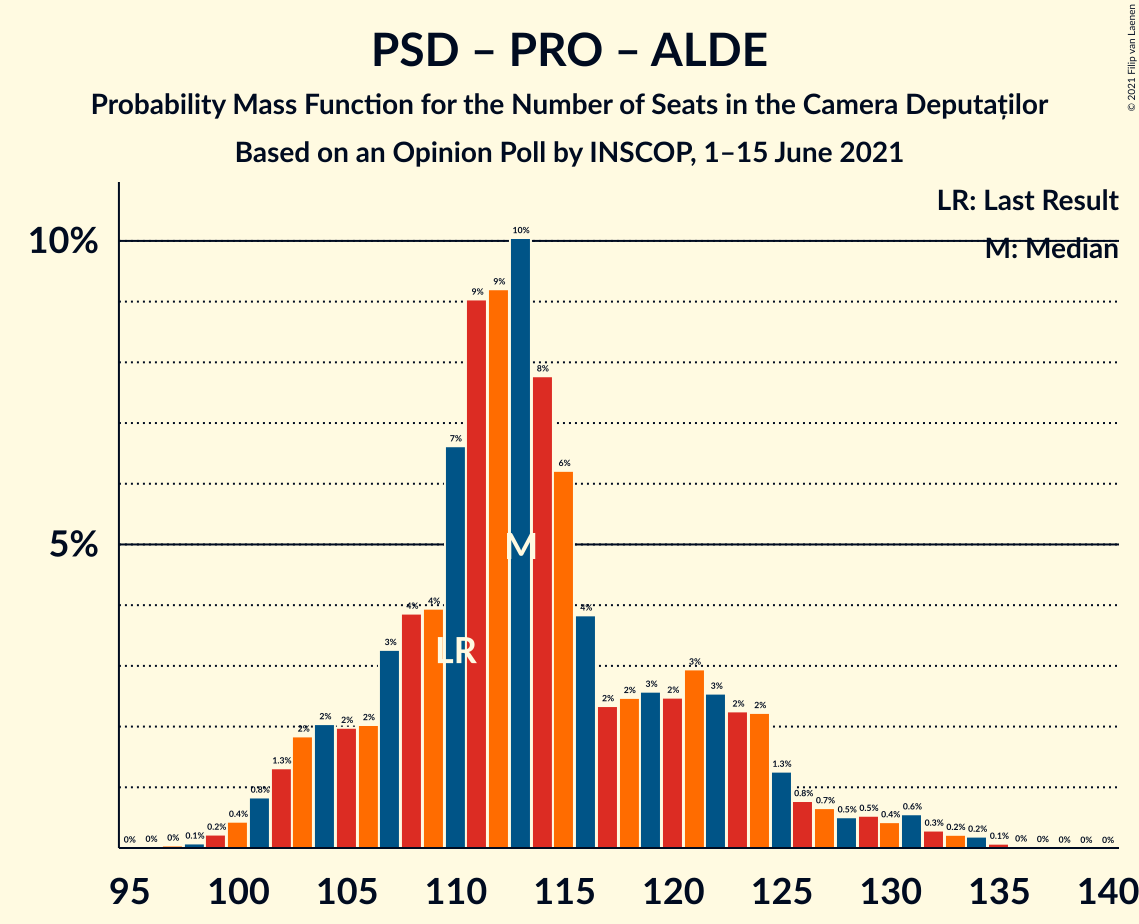 PSD – PRO – ALDE
Probability Mass Function for the Number of Seats in the Camera Deputaților
Based on an Opinion Poll by INSCOP, 1–15 June 2021
© 2021 Filip van Laenen
LR: Last Result
M: Median
10%
5%
0% 0% 0% 0.1% 0.2% 0.4% 0.8% 1.3% 2% 2% 2% 2% 3% 4% 4% 7% 9% 9% 10% 8% 6% 4% 2% 2% 3% 2% 3% 3% 2% 2% 1.3% 0.8% 0.7% 0.5% 0.5% 0.4% 0.6% 0.3% 0.2% 0.2% 0.1% 0% 0% 0% 0% 0%
M
LR
95 100 105 110 115 120 125 130 135 140